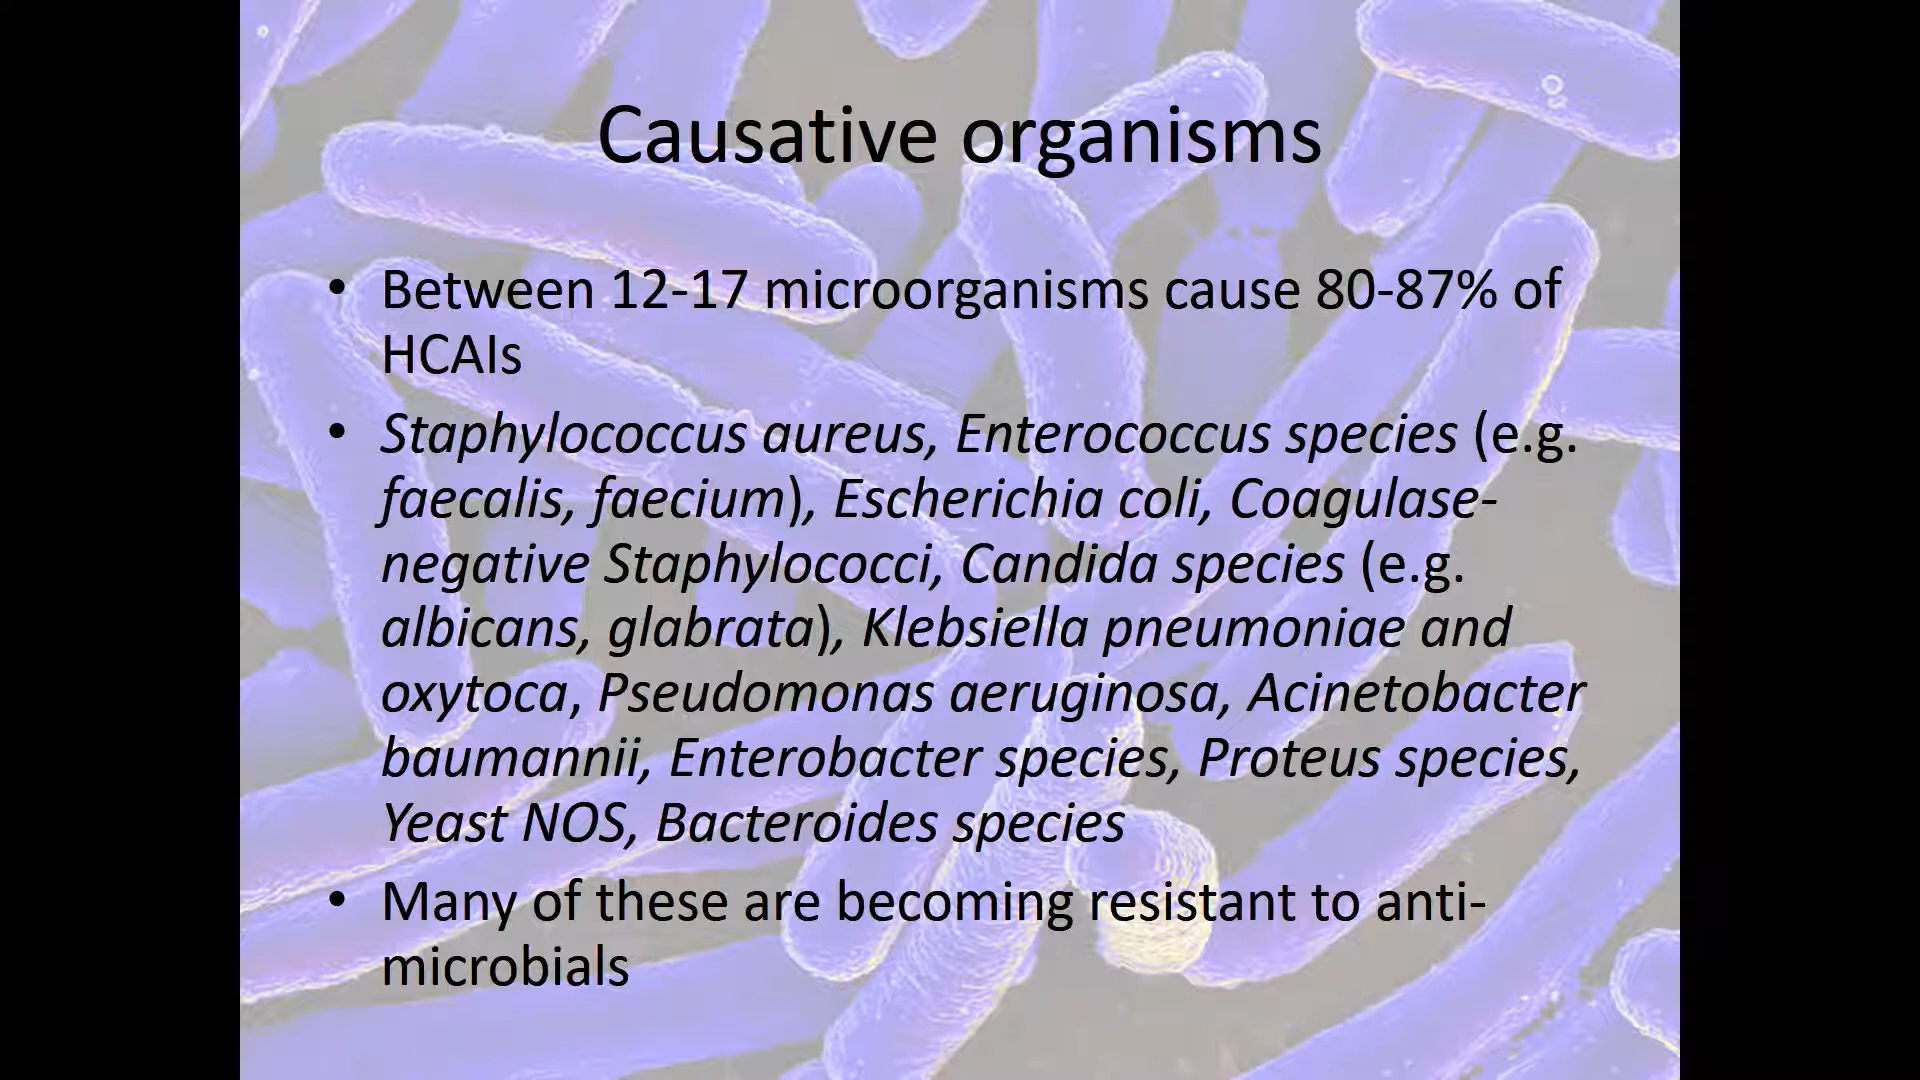 Causative organisms
• Between 12-17 microorganisms cause 80-87% of
HCAIs
• Staphylococcus aureus, Enterococcus species (e.g.
faecalis, faecium), Escherichia coli, Coagulase-
negative Staphylococci, Candida species (e.g.
albicans, glabrata), Klebsiella pneumoniae and
oxytoca, Pseudomonas aeruginosa, Acinetobacter
baumannii, Enterobacter species, Proteus species,
Yeast NOS, Bacteroides species
• Many of these are becoming resistant to anti-
microbials